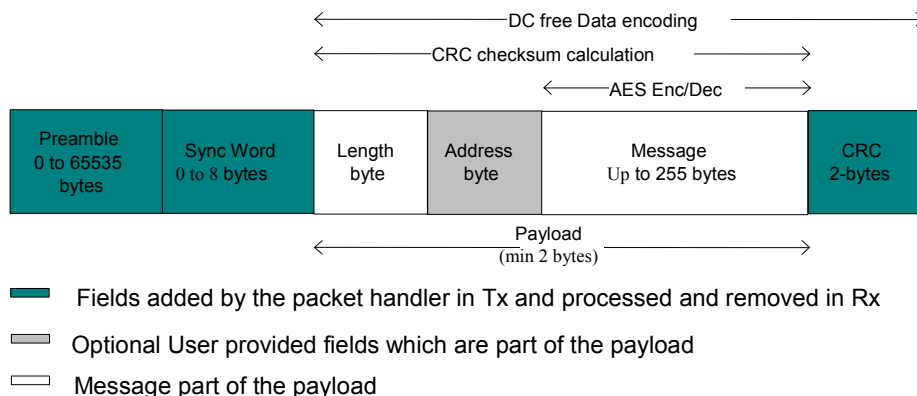 DC free Data encoding
CRC checksum calculation
AES Enc/Dec
Preamble
0 to 65535
bytes
Sync Word
0 to 8 bytes
Length
byte
Address
byte
Message
Up to 255 bytes
CRC
2-bytes
Payload
(min 2 bytes)
Fields added by the packet handler in Tx and processed and removed in Rx
Optional User provided fields which are part of the payload
Message part of the payload